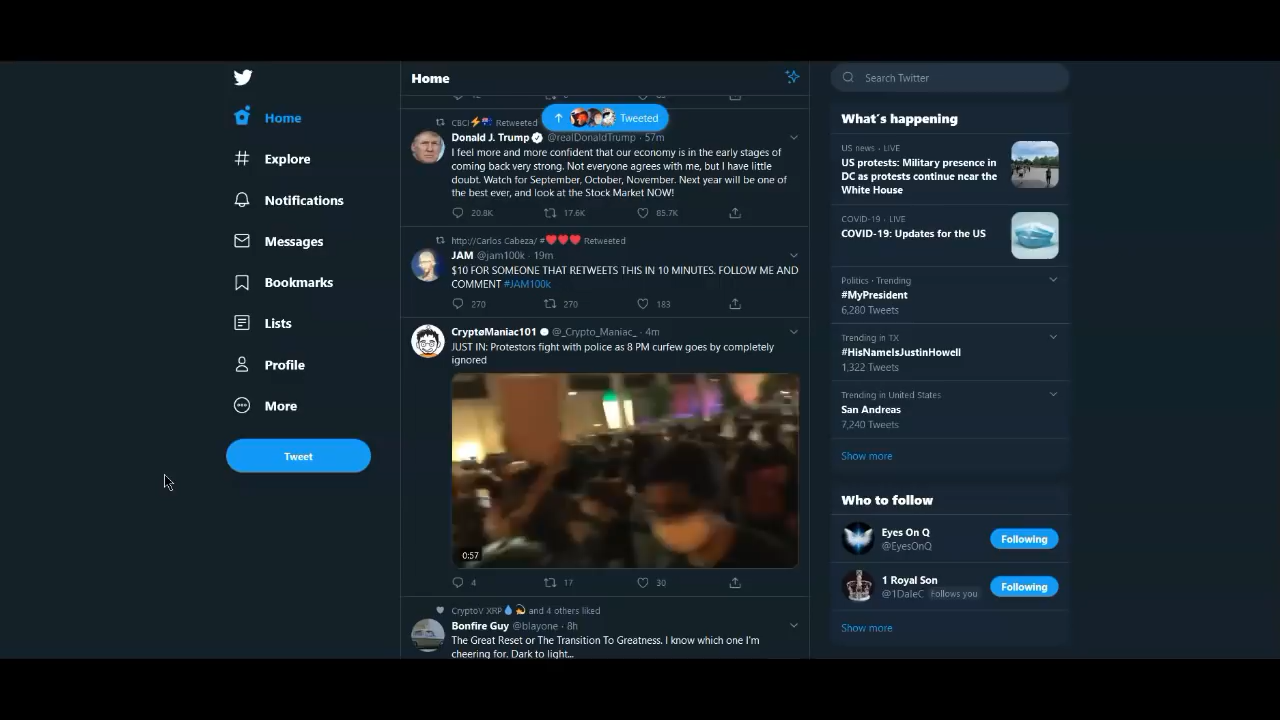 Home
Explore
Notifications
Messages
Bookmarks
Lists
Profile
More
Tweet
Home
Tweeted
CBCI⚡ Retweeted
Donald J. Trump @realDonaldTrump · 57m
I feel more and more confident that our economy is in the early stages of
coming back very strong. Not everyone agrees with me, but I have little
doubt. Watch for September, October, November. Next year will be one of
the best ever, and look at the Stock Market NOW!
20.8K 17.6K 85.7K
http://Carlos Cabeza/ #❤️❤️❤️ Retweeted
JAM @jam100k · 19m
$10 FOR SOMEONE THAT RETWEETS THIS IN 10 MINUTES. FOLLOW ME AND
COMMENT #JAM100k
270 270 183
CryptøManiac101 @_Crypto_Maniac_ · 4m
JUST IN: Protestors fight with police as 8 PM curfew goes by completely
ignored
0:57
4 17 30
CryptoV XRP💧💫 and 4 others liked
Bonfire Guy @blayone · 8h
The Great Reset or The Transition To Greatness. I know which one I'm
cheering for. Dark to light...
Search Twitter
What's happening
US news · LIVE
US protests: Military presence in
DC as protests continue near the
White House
COVID-19 · LIVE
COVID-19: Updates for the US
Politics · Trending
#MyPresident
6,280 Tweets
Trending in TX
#HisNameIsJustinHowell
1,322 Tweets
Trending in United States
San Andreas
7,240 Tweets
Show more
Who to follow
Eyes On Q
@EyesOnQ
Following
1 Royal Son
@1DaleC Follows you
Following
Show more